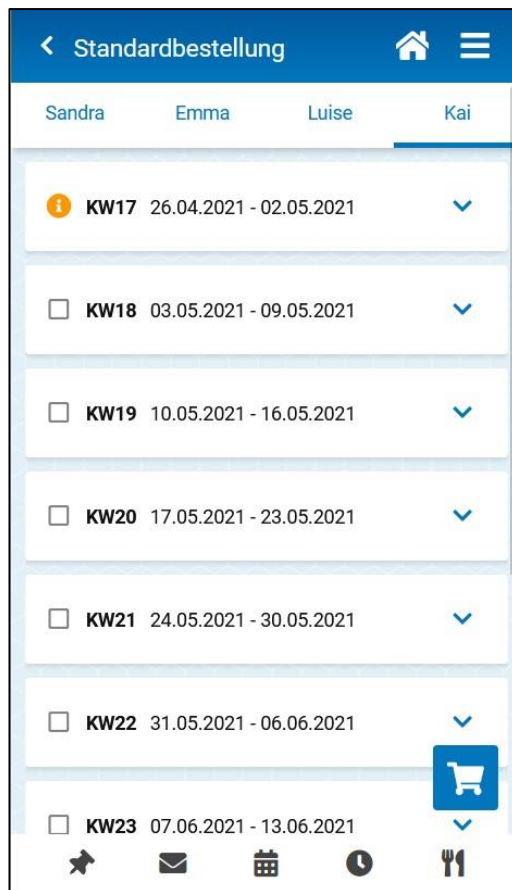 Standardbestellung
Sandra Emma Luise Kai
KW17 26.04.2021 - 02.05.2021
KW18 03.05.2021 - 09.05.2021
KW19 10.05.2021 - 16.05.2021
KW20 17.05.2021 - 23.05.2021
KW21 24.05.2021 - 30.05.2021
KW22 31.05.2021 - 06.06.2021
KW23 07.06.2021 - 13.06.2021